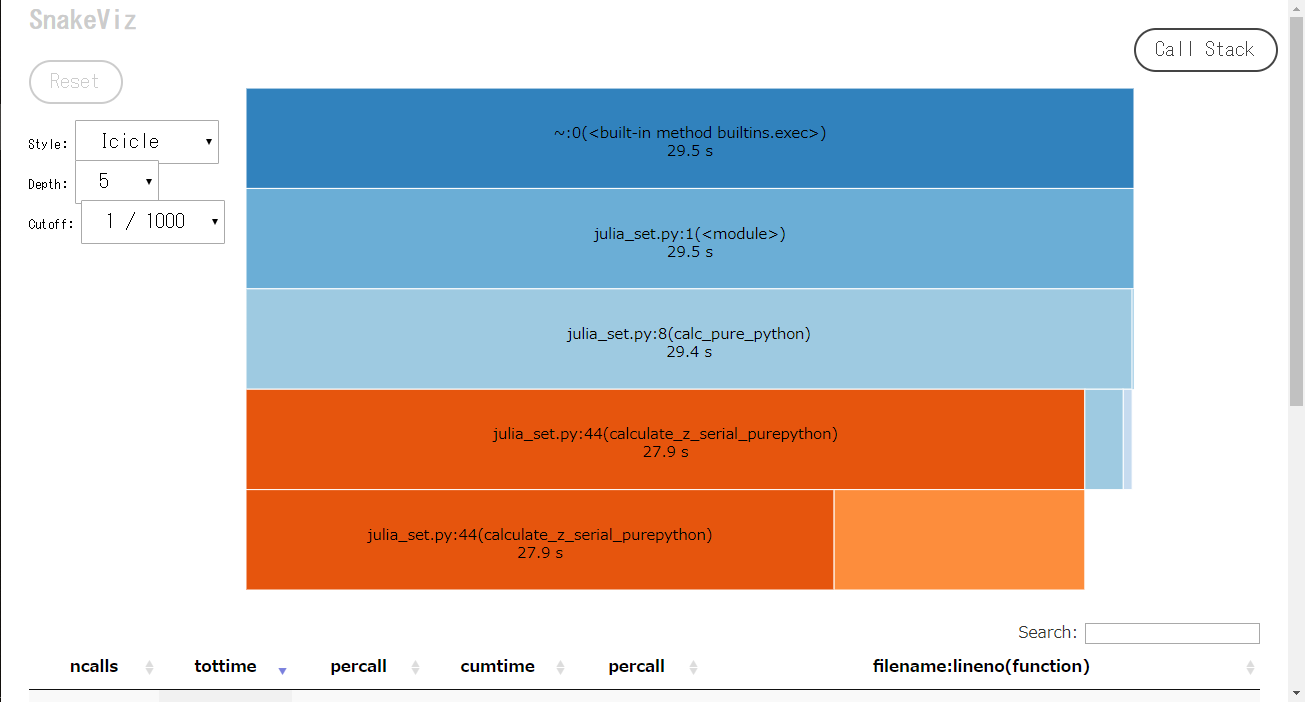 SnakeViz
Call Stack
Reset
Style: Icicle
Depth: 5
Cutoff: 1 / 1000
~:0(<built-in method builtins.exec>)
29.5 s
julia_set.py:1(<module>)
29.5 s
julia_set.py:8(calc_pure_python)
29.4 s
julia_set.py:44(calculate_z_serial_purepython)
27.9 s
julia_set.py:44(calculate_z_serial_purepython)
27.9 s
Search:
ncalls tottime percall cumtime percall filename:lineno(function)